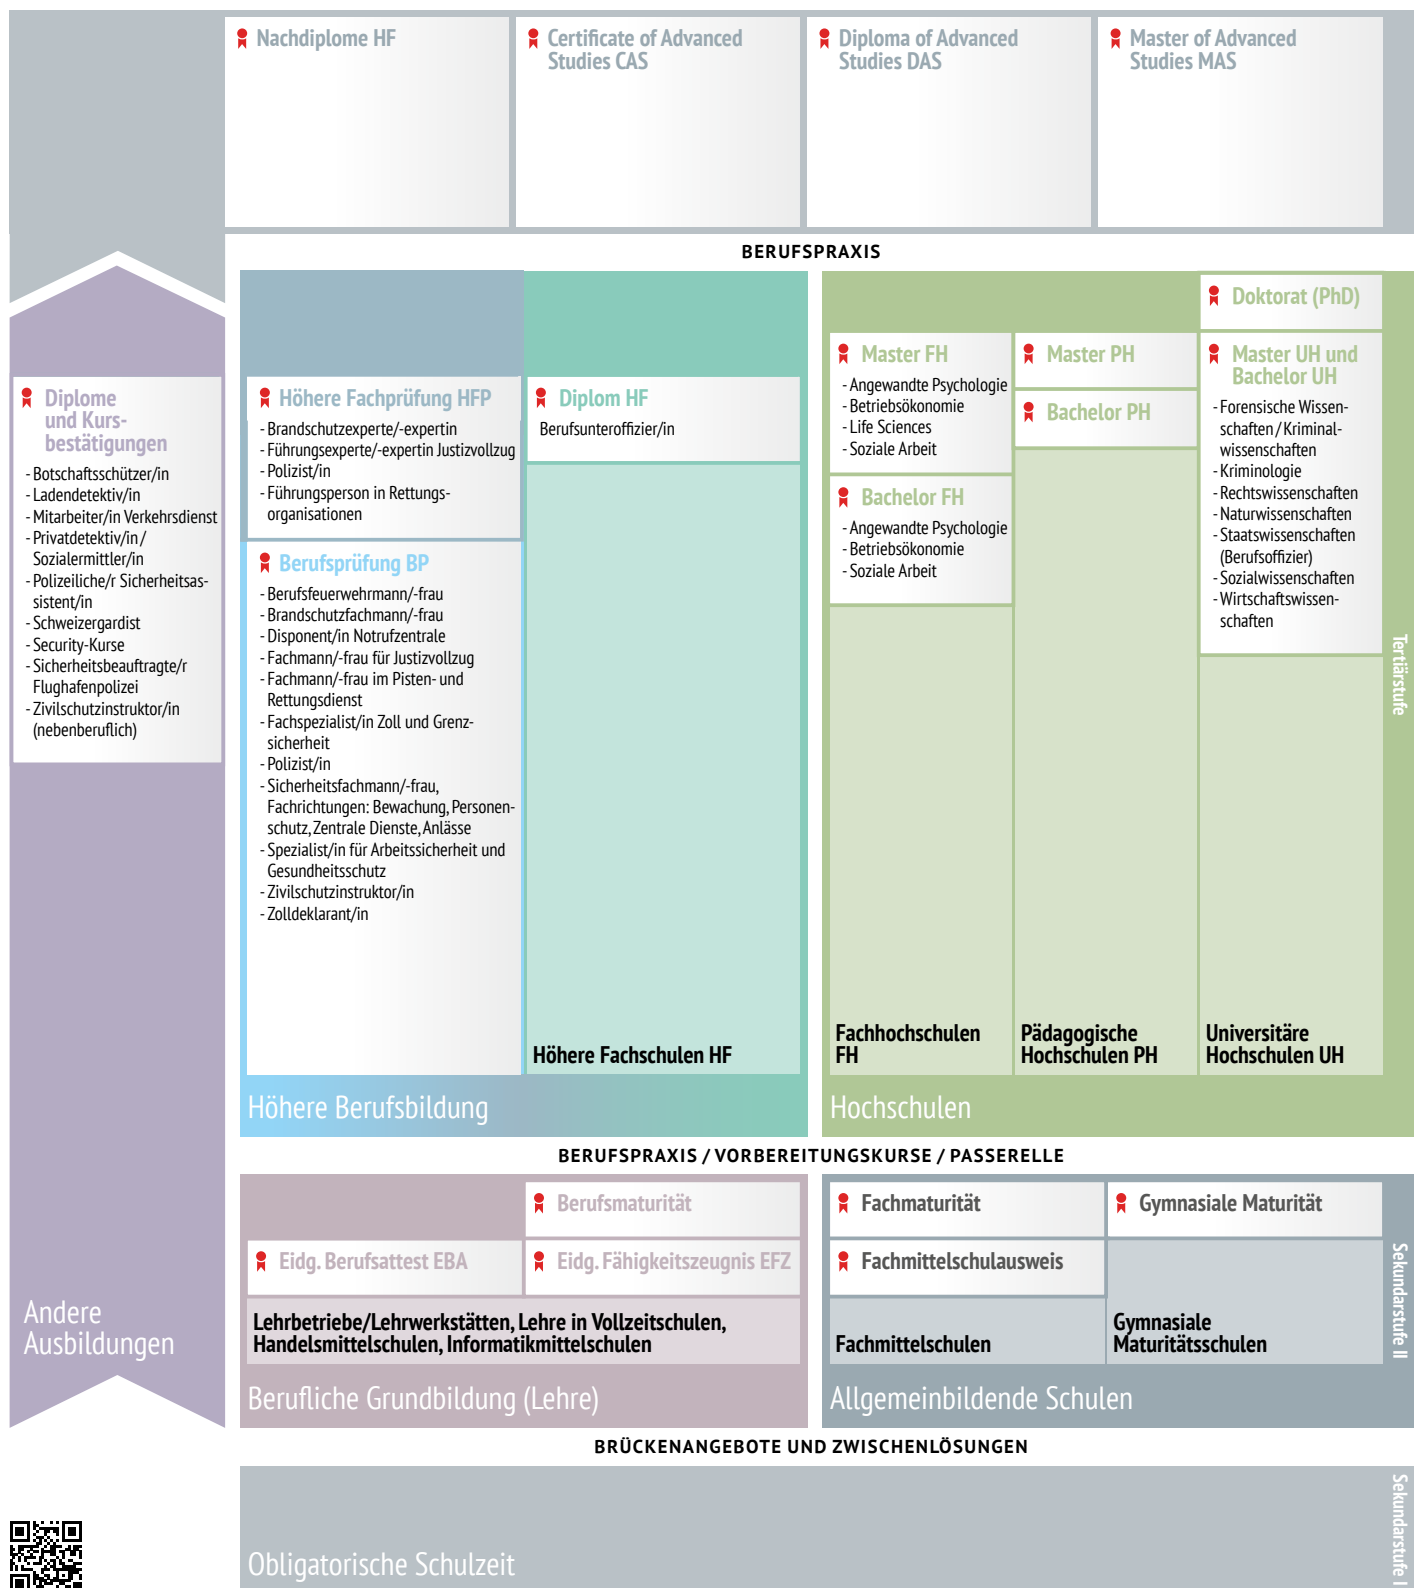 Nachdiplome HF
Certificate of Advanced
Studies CAS
Diploma of Advanced
Studies DAS
Master of Advanced
Studies MAS
BERUFSPRAXIS
Diplome
und Kurs-
bestätigungen
- Botschaftsschützer/in
- Ladendetektiv/in
- Mitarbeiter/in Verkehrsdienst
- Privatdetektiv/in /
Sozialermittler/in
- Polizeiliche/r Sicherheitsas-
sistent/in
- Schweizergardist
- Security-Kurse
- Sicherheitsbeauftragte/r
Flughafenpolizei
- Zivilschutzinstruktor/in
(nebenberuflich)
Andere
Ausbildungen
Höhere Fachprüfung HFP
- Brandschutzexperte/-expertin
- Führungsexperte/-expertin Justizvollzug
- Polizist/in
- Führungsperson in Rettungs-
organisationen
Berufsprüfung BP
- Berufsfeuerwehrmann/-frau
- Brandschutzfachmann/-frau
- Disponent/in Notrufzentrale
- Fachmann/-frau für Justizvollzug
- Fachmann/-frau im Pisten- und
Rettungsdienst
- Fachspezialist/in Zoll und Grenz-
sicherheit
- Polizist/in
- Sicherheitsfachmann/-frau,
Fachrichtungen: Bewachung, Personen-
schutz, Zentrale Dienste, Anlässe
- Spezialist/in für Arbeitssicherheit und
Gesundheitsschutz
- Zivilschutzinstruktor/in
- Zolldeklarant/in
Diplom HF
Berufsunteroffizier/in
Höhere Fachschulen HF
Höhere Berufsbildung
Master FH
- Angewandte Psychologie
- Betriebsökonomie
- Life Sciences
- Soziale Arbeit
Bachelor FH
- Angewandte Psychologie
- Betriebsökonomie
- Soziale Arbeit
Fachhochschulen
FH
Master PH
Bachelor PH
Pädagogische
Hochschulen PH
Doktorat (PhD)
Master UH und
Bachelor UH
- Forensische Wissen-
schaften / Kriminal-
wissenschaften
- Kriminologie
- Rechtswissenschaften
- Naturwissenschaften
- Staatswissenschaften
(Berufsoffizier)
- Sozialwissenschaften
- Wirtschaftswissen-
schaften
Universitäre
Hochschulen UH
Hochschulen
Tertiärstufe
BERUFSPRAXIS / VORBEREITUNGSKURSE / PASSERELLE
Berufsmaturität
Eidg. Berufsattest EBA
Eidg. Fähigkeitszeugnis EFZ
Lehrbetriebe/Lehrwerkstätten, Lehre in Vollzeitschulen,
Handelsmittelschulen, Informatikmittelschulen
Berufliche Grundbildung (Lehre)
Fachmaturität
Fachmittelschulausweis
Fachmittelschulen
Gymnasiale Maturität
Gymnasiale
Maturitätsschulen
Allgemeinbildende Schulen
Sekundarstufe II
BRÜCKENANGEBOTE UND ZWISCHENLÖSUNGEN
Obligatorische Schulzeit
Sekundarstufe I